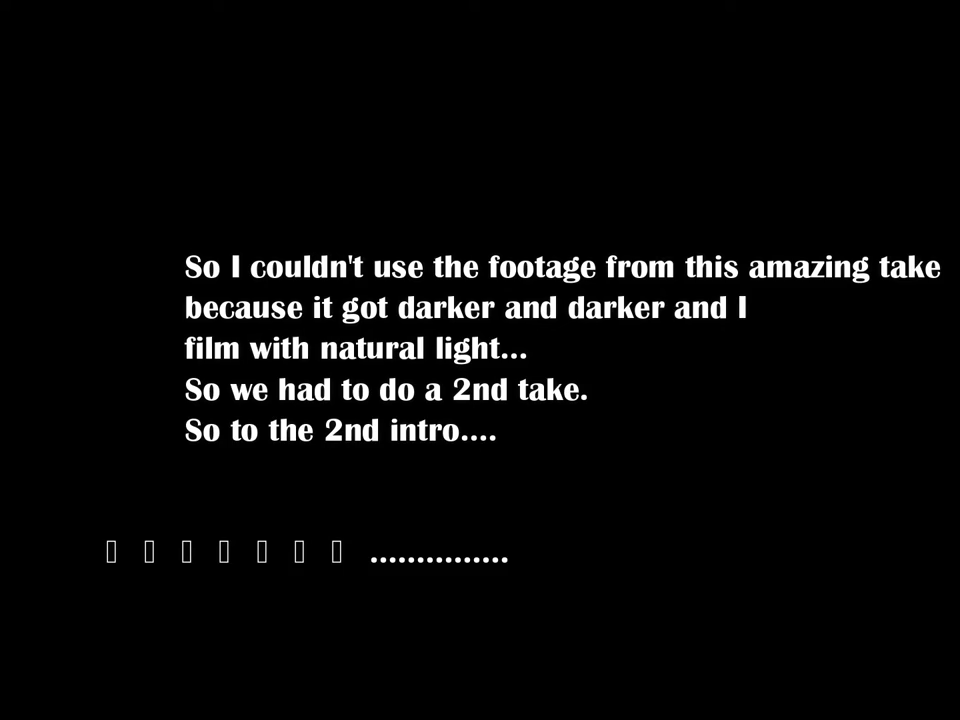 So I couldn't use the footage from this amazing take
because it got darker and darker and I
film with natural light...
So we had to do a 2nd take.
So to the 2nd intro....
...............